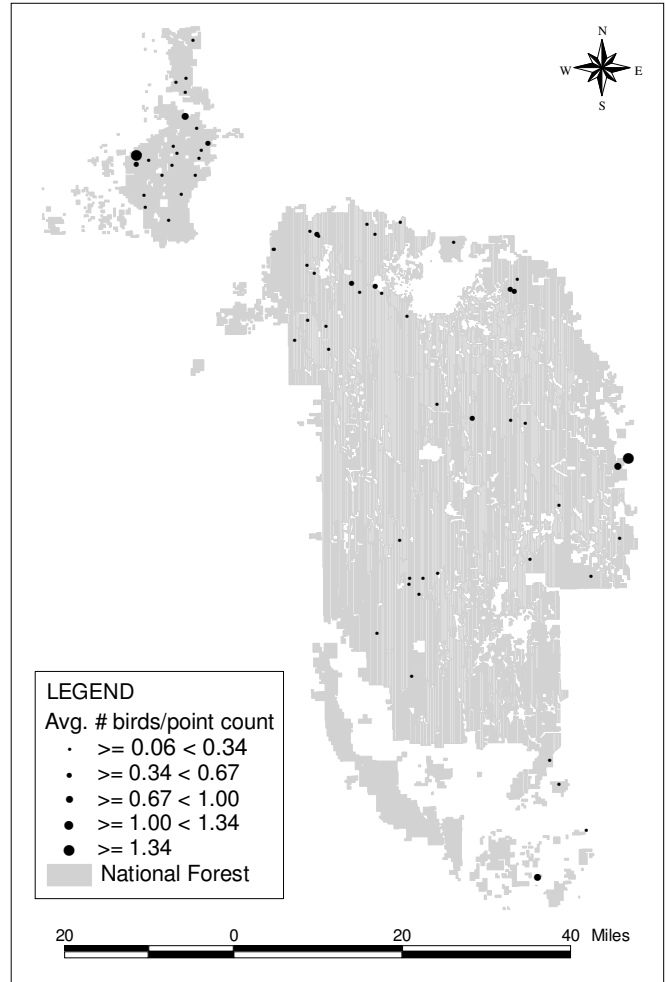 N
W E
S
LEGEND
Avg. # birds/point count
>= 0.06 < 0.34
>= 0.34 < 0.67
>= 0.67 < 1.00
>= 1.00 < 1.34
>= 1.34
National Forest
20 0 20 40 Miles